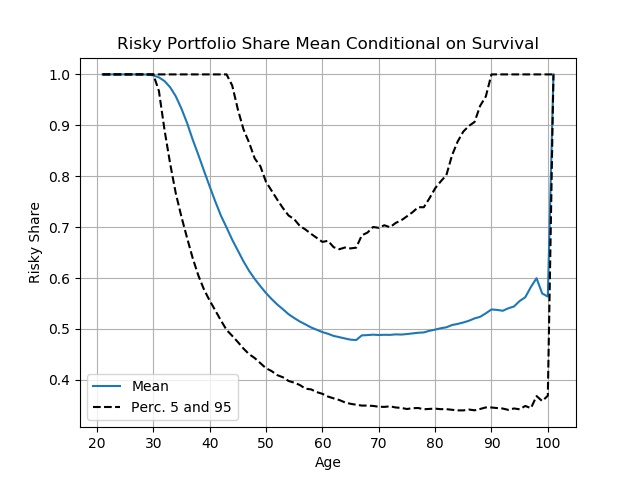 Risky Portfolio Share Mean Conditional on Survival
1.0
0.9
0.8
0.7
0.6
0.5
0.4
Risky Share
Mean
Perc. 5 and 95
20 30 40 50 60 70 80 90 100
Age